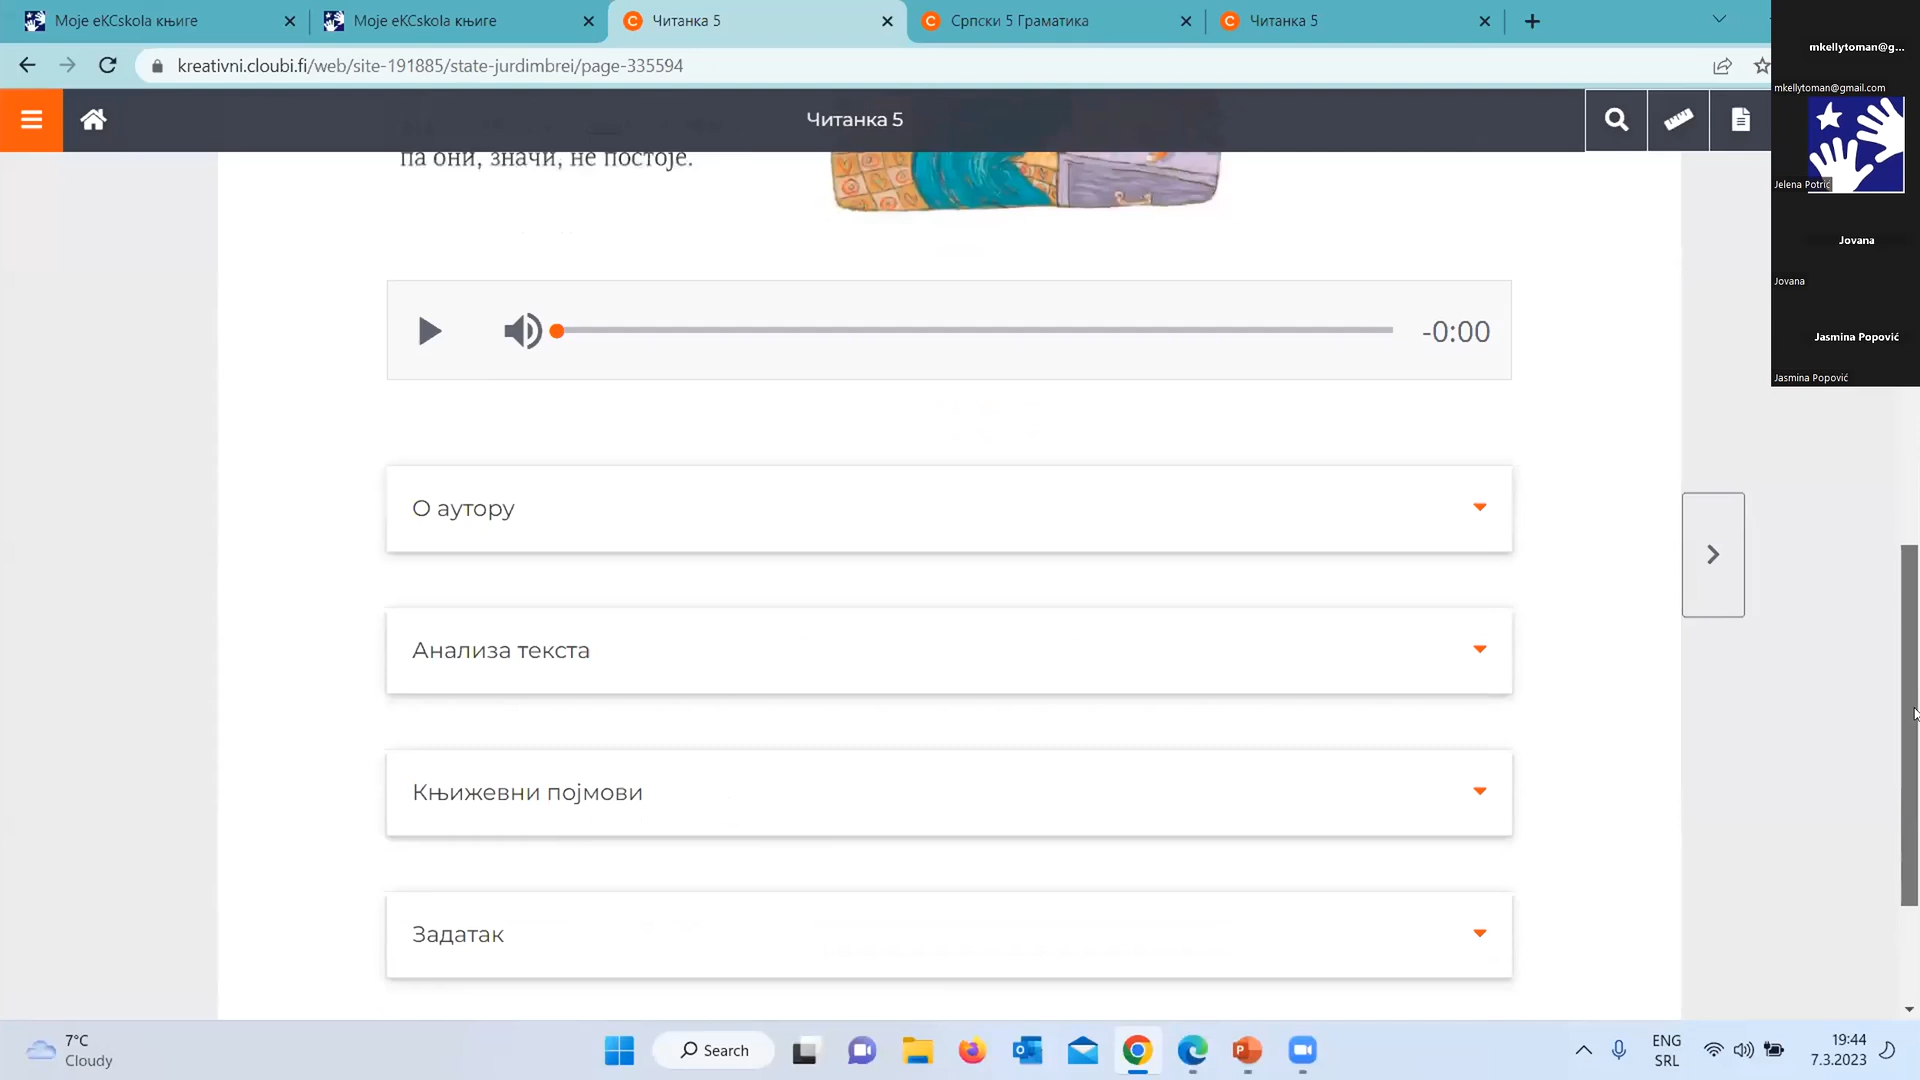 Моје eKCskola књиге
Моје eKCskola књиге
Читанка 5
Српски 5 Граматика
Читанка 5
kreativni.cloubi.fi/web/site-191885/state-jurdimbrei/page-335594
Читанка 5
па они, значи, не постоје.
-0:00
О аутору
Анализа текста
Књижевни појмови
Задатак
mkellytoman@g...
mkellytoman@gmail.com
Jelena Potrić
Jovana
Jovana
Jasmina Popović
Jasmina Popović
7°C
Cloudy
Search
ENG
SRL
19:44
7.3.2023